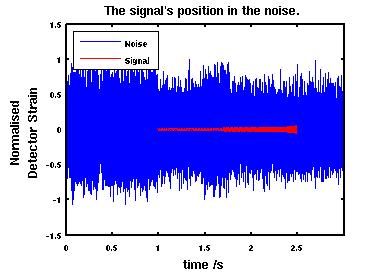 The signal's position in the noise.
Normalised
Detector Strain
1.5
1
0.5
0
-0.5
-1
-1.5
Noise
Signal
0 0.5 1 1.5 2 2.5
time /s